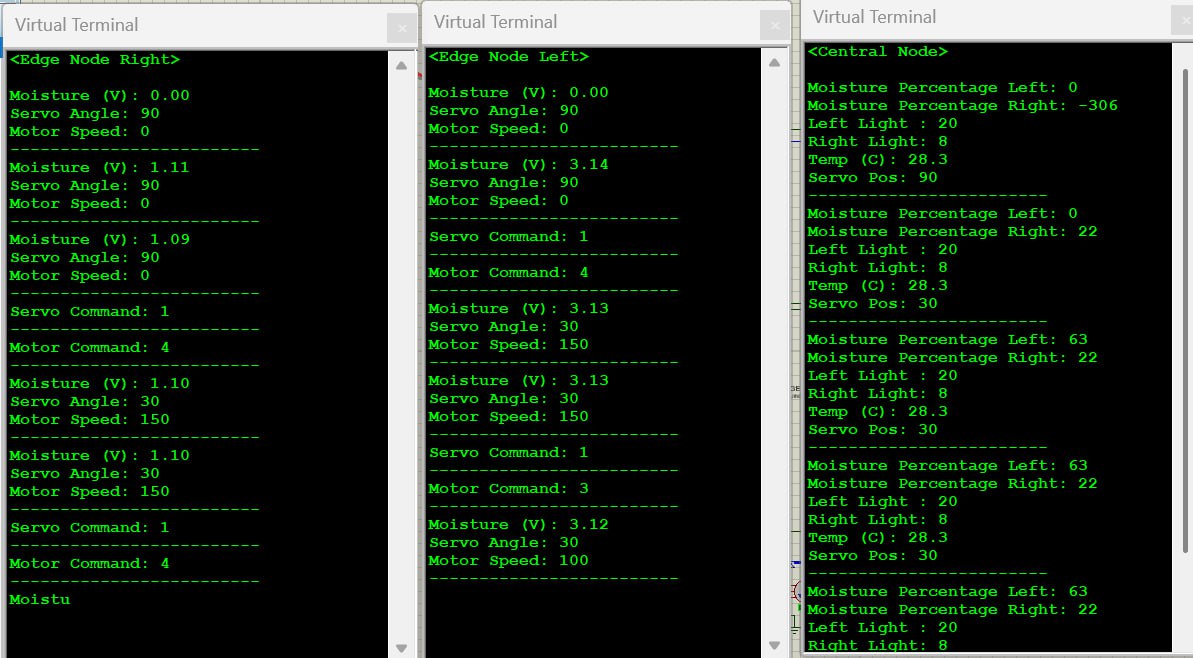 Virtual Terminal
<Edge Node Right>
Moisture (V): 0.00
Servo Angle: 90
Motor Speed: 0
-------------------------
Moisture (V): 1.11
Servo Angle: 90
Motor Speed: 0
-------------------------
Moisture (V): 1.09
Servo Angle: 90
Motor Speed: 0
-------------------------
Servo Command: 1
-------------------------
Motor Command: 4
-------------------------
Moisture (V): 1.10
Servo Angle: 30
Motor Speed: 150
-------------------------
Moisture (V): 1.10
Servo Angle: 30
Motor Speed: 150
-------------------------
Servo Command: 1
-------------------------
Motor Command: 4
-------------------------
Moistu
Virtual Terminal
<Edge Node Left>
Moisture (V): 0.00
Servo Angle: 90
Motor Speed: 0
-------------------------
Moisture (V): 3.14
Servo Angle: 90
Motor Speed: 0
-------------------------
Servo Command: 1
-------------------------
Motor Command: 4
-------------------------
Moisture (V): 3.13
Servo Angle: 30
Motor Speed: 150
-------------------------
Moisture (V): 3.13
Servo Angle: 30
Motor Speed: 150
-------------------------
Servo Command: 1
-------------------------
Motor Command: 3
-------------------------
Moisture (V): 3.12
Servo Angle: 30
Motor Speed: 100
-------------------------
Virtual Terminal
<Central Node>
Moisture Percentage Left: 0
Moisture Percentage Right: -306
Left Light : 20
Right Light: 8
Temp (C): 28.3
Servo Pos: 90
------------------------
Moisture Percentage Left: 0
Moisture Percentage Right: 22
Left Light : 20
Right Light: 8
Temp (C): 28.3
Servo Pos: 30
------------------------
Moisture Percentage Left: 63
Moisture Percentage Right: 22
Left Light : 20
Right Light: 8
Temp (C): 28.3
Servo Pos: 30
------------------------
Moisture Percentage Left: 63
Moisture Percentage Right: 22
Left Light : 20
Right Light: 8
Temp (C): 28.3
Servo Pos: 30
------------------------
Moisture Percentage Left: 63
Moisture Percentage Right: 22
Left Light : 20
Right Light: 8